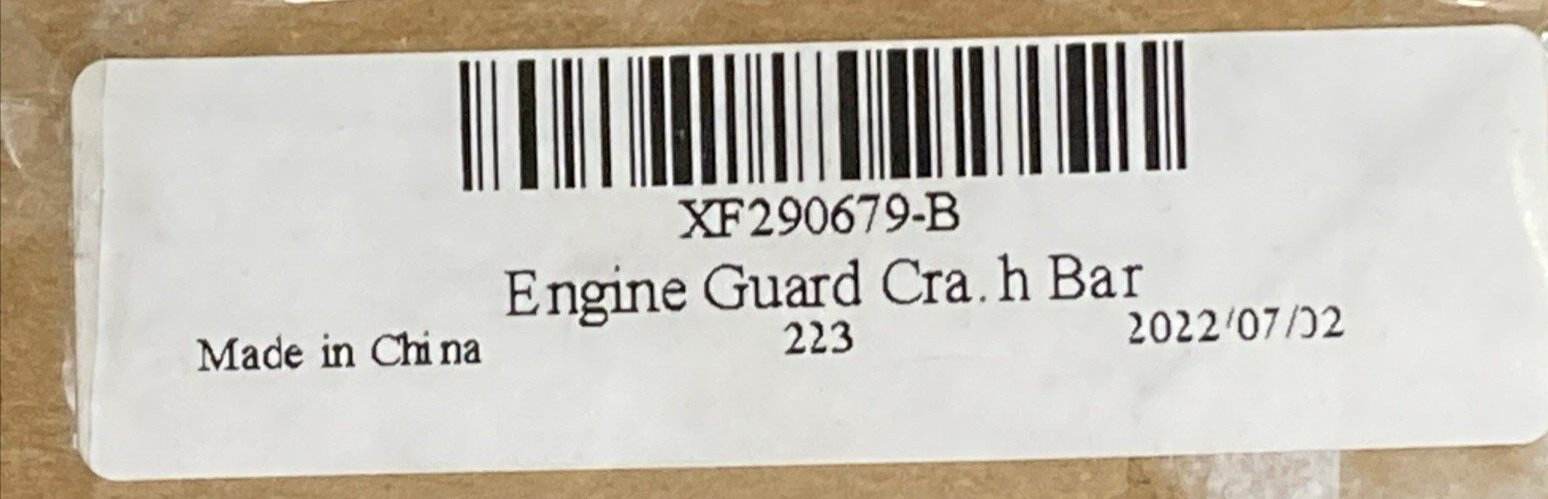 XF290679-B
Engine Guard Cra.h Bar
Made in China 223 2022/07/02